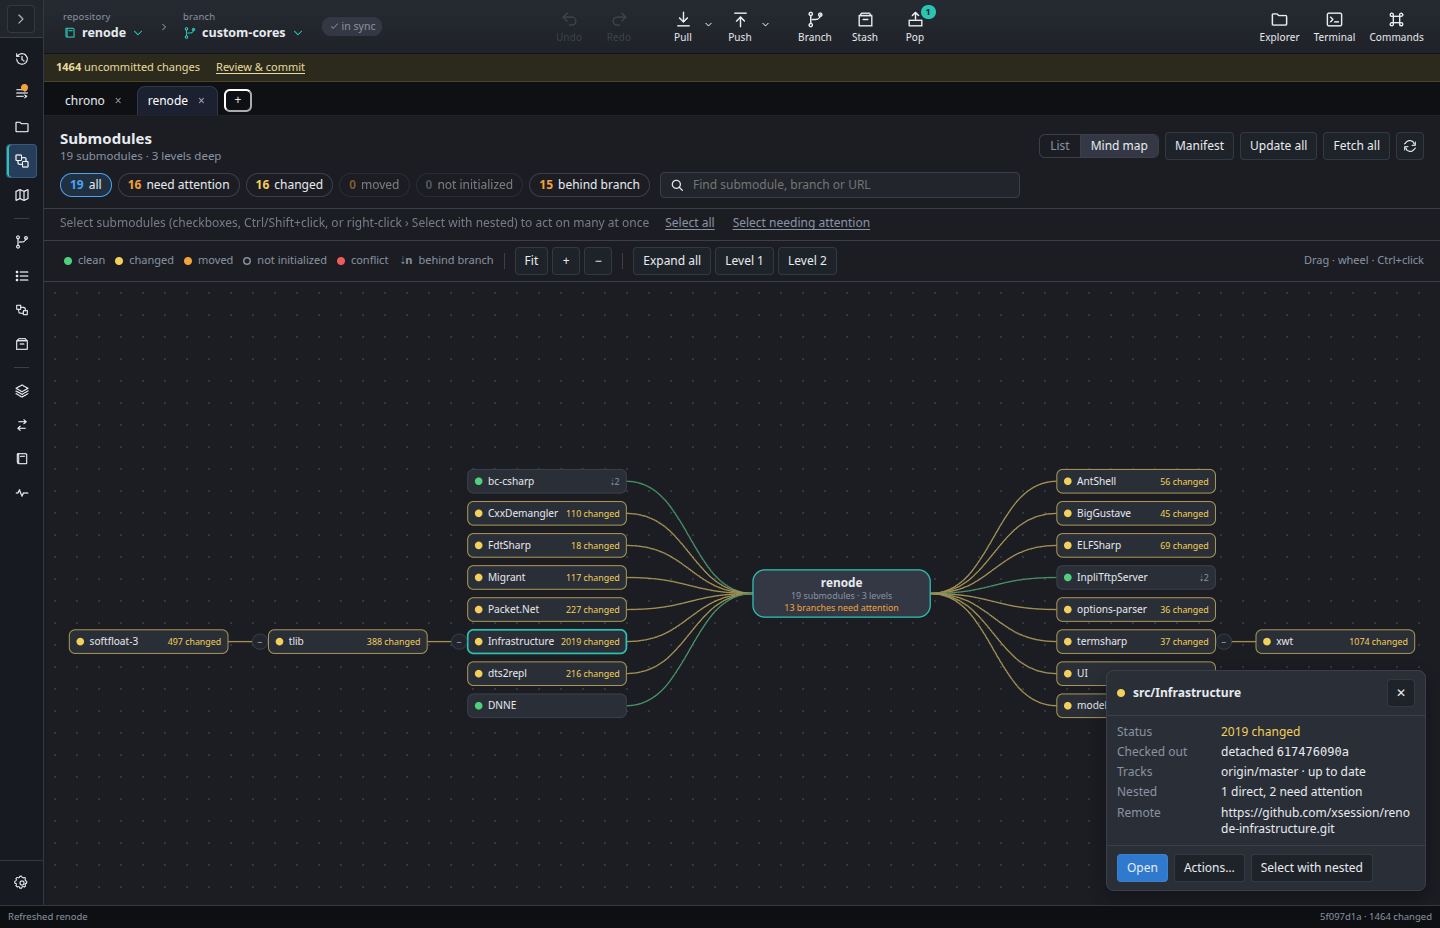 repository
renode
branch
custom-cores
in sync
Undo
Redo
Pull
Push
Branch
Stash
1
Pop
Explorer
Terminal
Commands
1464 uncommitted changes Review & commit
chrono ×
renode ×
+
Submodules
19 submodules · 3 levels deep
List
Mind map
Manifest
Update all
Fetch all
19 all
16 need attention
16 changed
0 moved
0 not initialized
15 behind branch
Find submodule, branch or URL
Select submodules (checkboxes, Ctrl/Shift+click, or right-click › Select with nested) to act on many at once
Select all
Select needing attention
clean
changed
moved
not initialized
conflict
↓n behind branch
Fit
+
−
Expand all
Level 1
Level 2
Drag · wheel · Ctrl+click
bc-csharp ↓2
CxxDemangler 110 changed
FdtSharp 18 changed
Migrant 117 changed
Packet.Net 227 changed
softfloat-3 497 changed
−
tlib 388 changed
−
Infrastructure 2019 changed
dts2repl 216 changed
DNNE
renode
19 submodules · 3 levels
13 branches need attention
AntShell 56 changed
BigGustave 45 changed
ELFSharp 69 changed
InpliTftpServer ↓2
options-parser 36 changed
termsharp 37 changed
−
xwt 1074 changed
UI
src/Infrastructure ×
Status 2019 changed
Checked out detached 617476090a
Tracks origin/master · up to date
Nested 1 direct, 2 need attention
Remote https://github.com/xsession/reno
de-infrastructure.git
Open
Actions...
Select with nested
Refreshed renode
5f097d1a · 1464 changed